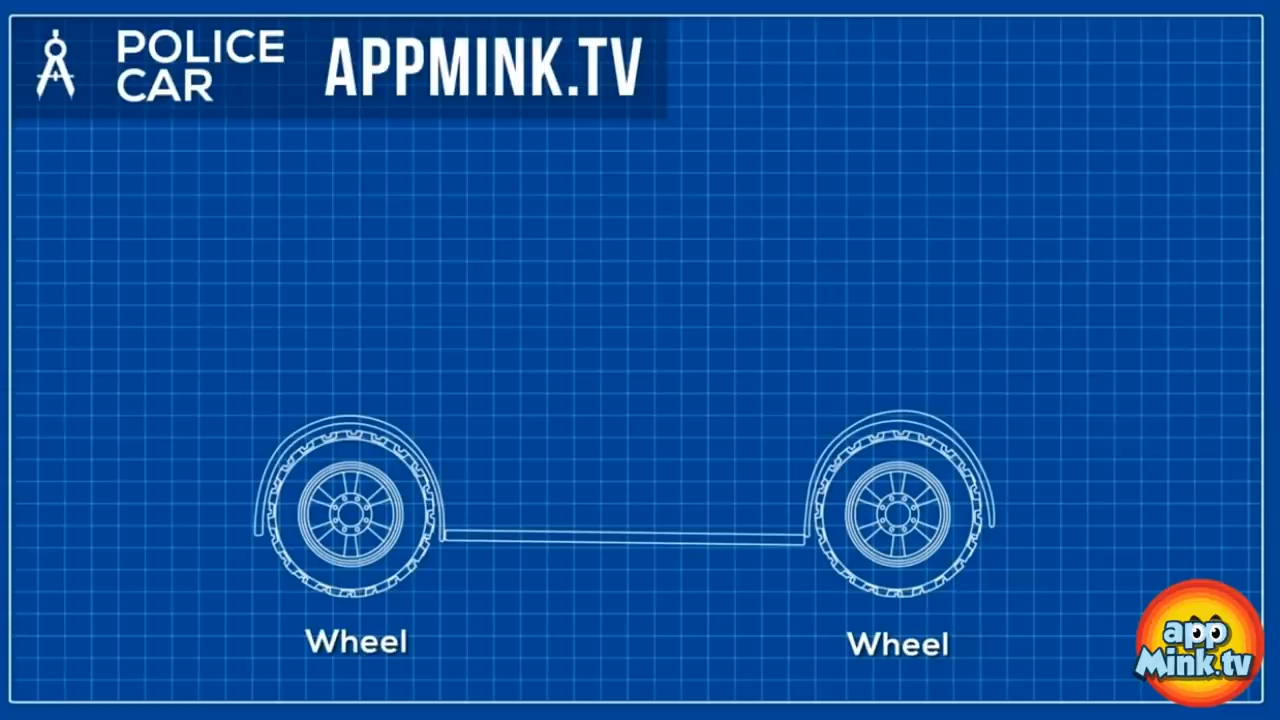 POLICE
CAR
APPMINK.TV
Wheel
Wheel
app
Mink.tv